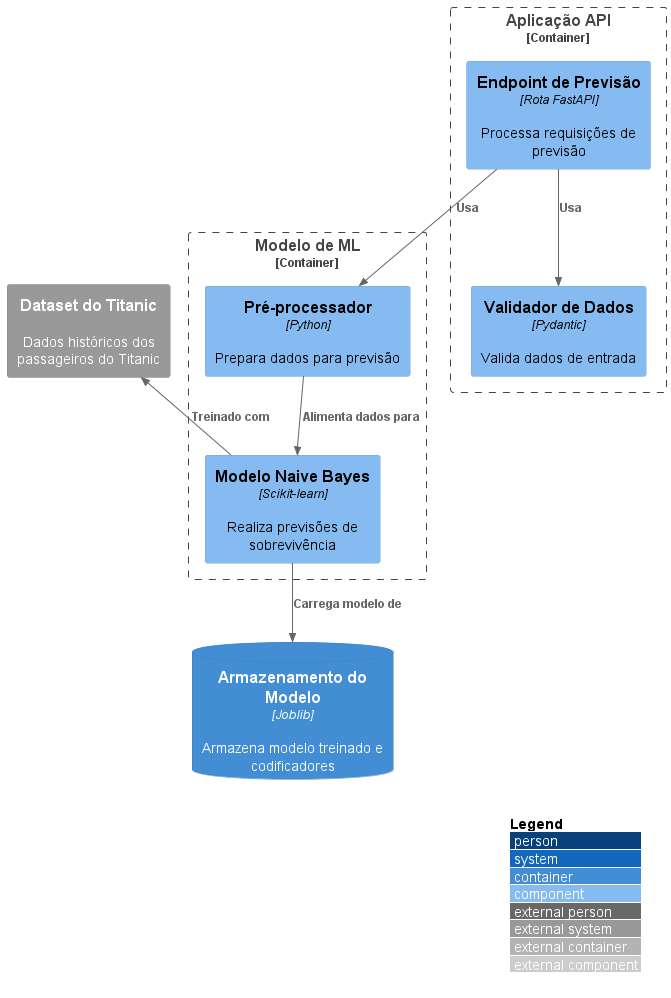 Aplicação API
[Container]
Endpoint de Previsão
[Rota FastAPI]
Processa requisições de
previsão
Usa
Usa
Modelo de ML
[Container]
Dataset do Titanic
Dados históricos dos
passageiros do Titanic
Pré-processador
[Python]
Prepara dados para previsão
Validador de Dados
[Pydantic]
Valida dados de entrada
Treinado com
Alimenta dados para
Modelo Naive Bayes
[Scikit-learn]
Realiza previsões de
sobrevivência
Carrega modelo de
Armazenamento do
Modelo
[Joblib]
Armazena modelo treinado e
codificadores
Legend
person
system
container
component
external person
external system
external container
external component